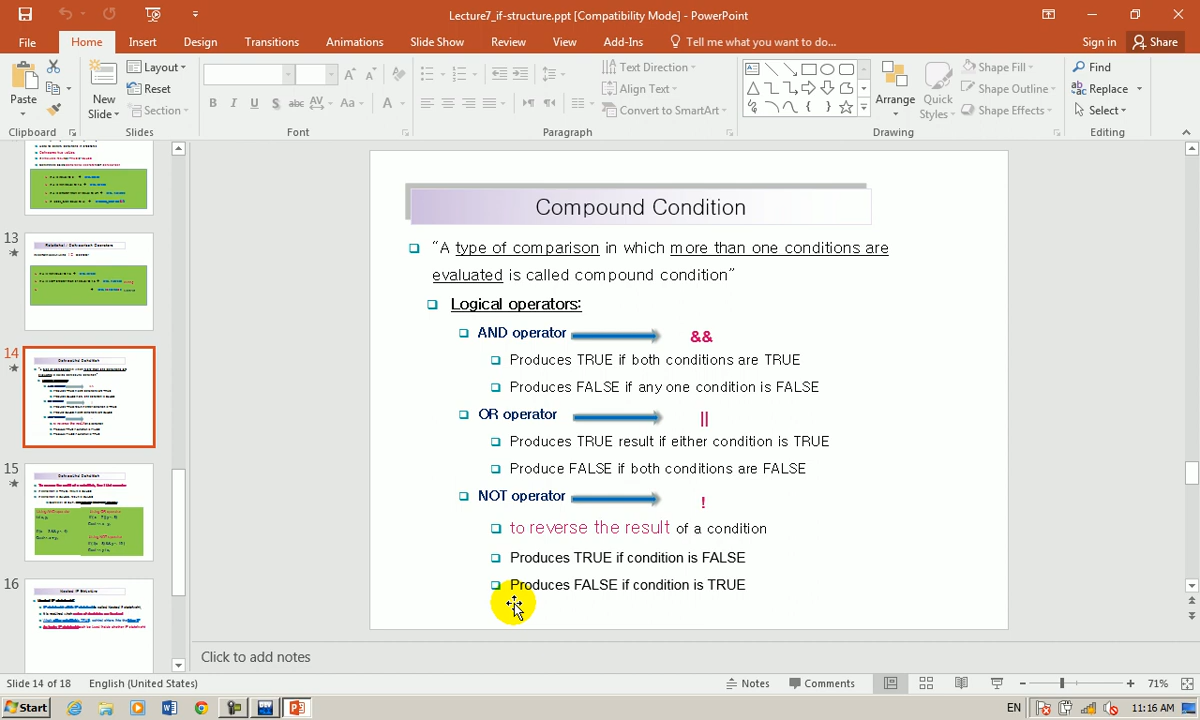 Lecture7_if-structure.ppt [Compatibility Mode] - PowerPoint
File Home Insert Design Transitions Animations Slide Show Review View Add-Ins Tell me what you want to do... Sign in Share
Paste
New Slide
Layout
Reset
Section
Text Direction
Align Text
Convert to SmartArt
Arrange
Quick Styles
Shape Fill
Shape Outline
Shape Effects
Find
Replace
Select
Clipboard Slides Font Paragraph Drawing Editing
13
14
Compound Condition
15
Compound Condition
16
Nested IF Structure
Compound Condition
“A type of comparison in which more than one conditions are
evaluated is called compound condition”
Logical operators:
AND operator &&
Produces TRUE if both conditions are TRUE
Produces FALSE if any one condition is FALSE
OR operator ||
Produces TRUE result if either condition is TRUE
Produce FALSE if both conditions are FALSE
NOT operator !
to reverse the result of a condition
Produces TRUE if condition is FALSE
Produces FALSE if condition is TRUE
Click to add notes
Slide 14 of 18 English (United States) Notes Comments 71%
Start EN 11:16 AM